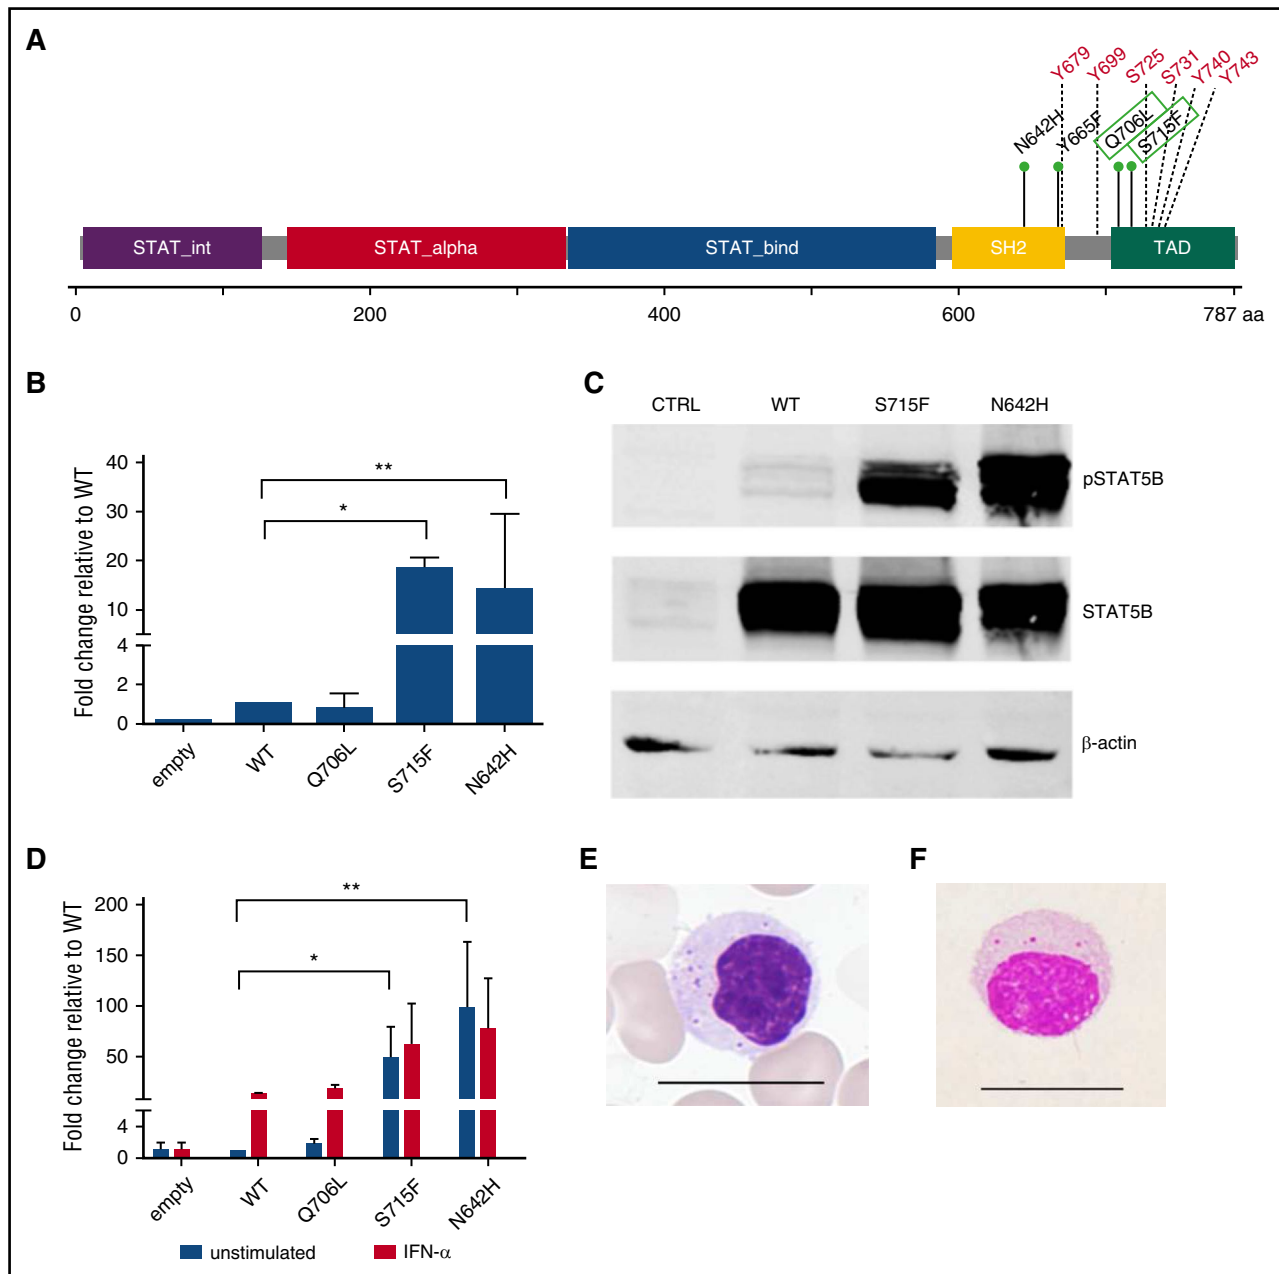 A
Y679 Y699 S725 S731 Y740 Y743
N642H Y665F Q706L S715F
STAT_int STAT_alpha STAT_bind SH2 TAD
0 200 400 600 787 aa
B
Fold change relative to WT
40
30
20
10
4
2
0
**
*
empty WT Q706L S715F N642H
C
CTRL WT S715F N642H
pSTAT5B
STAT5B
β-actin
D
Fold change relative to WT
200
150
100
50
4
0
**
*
empty WT Q706L S715F N642H
unstimulated IFN-α
E
F